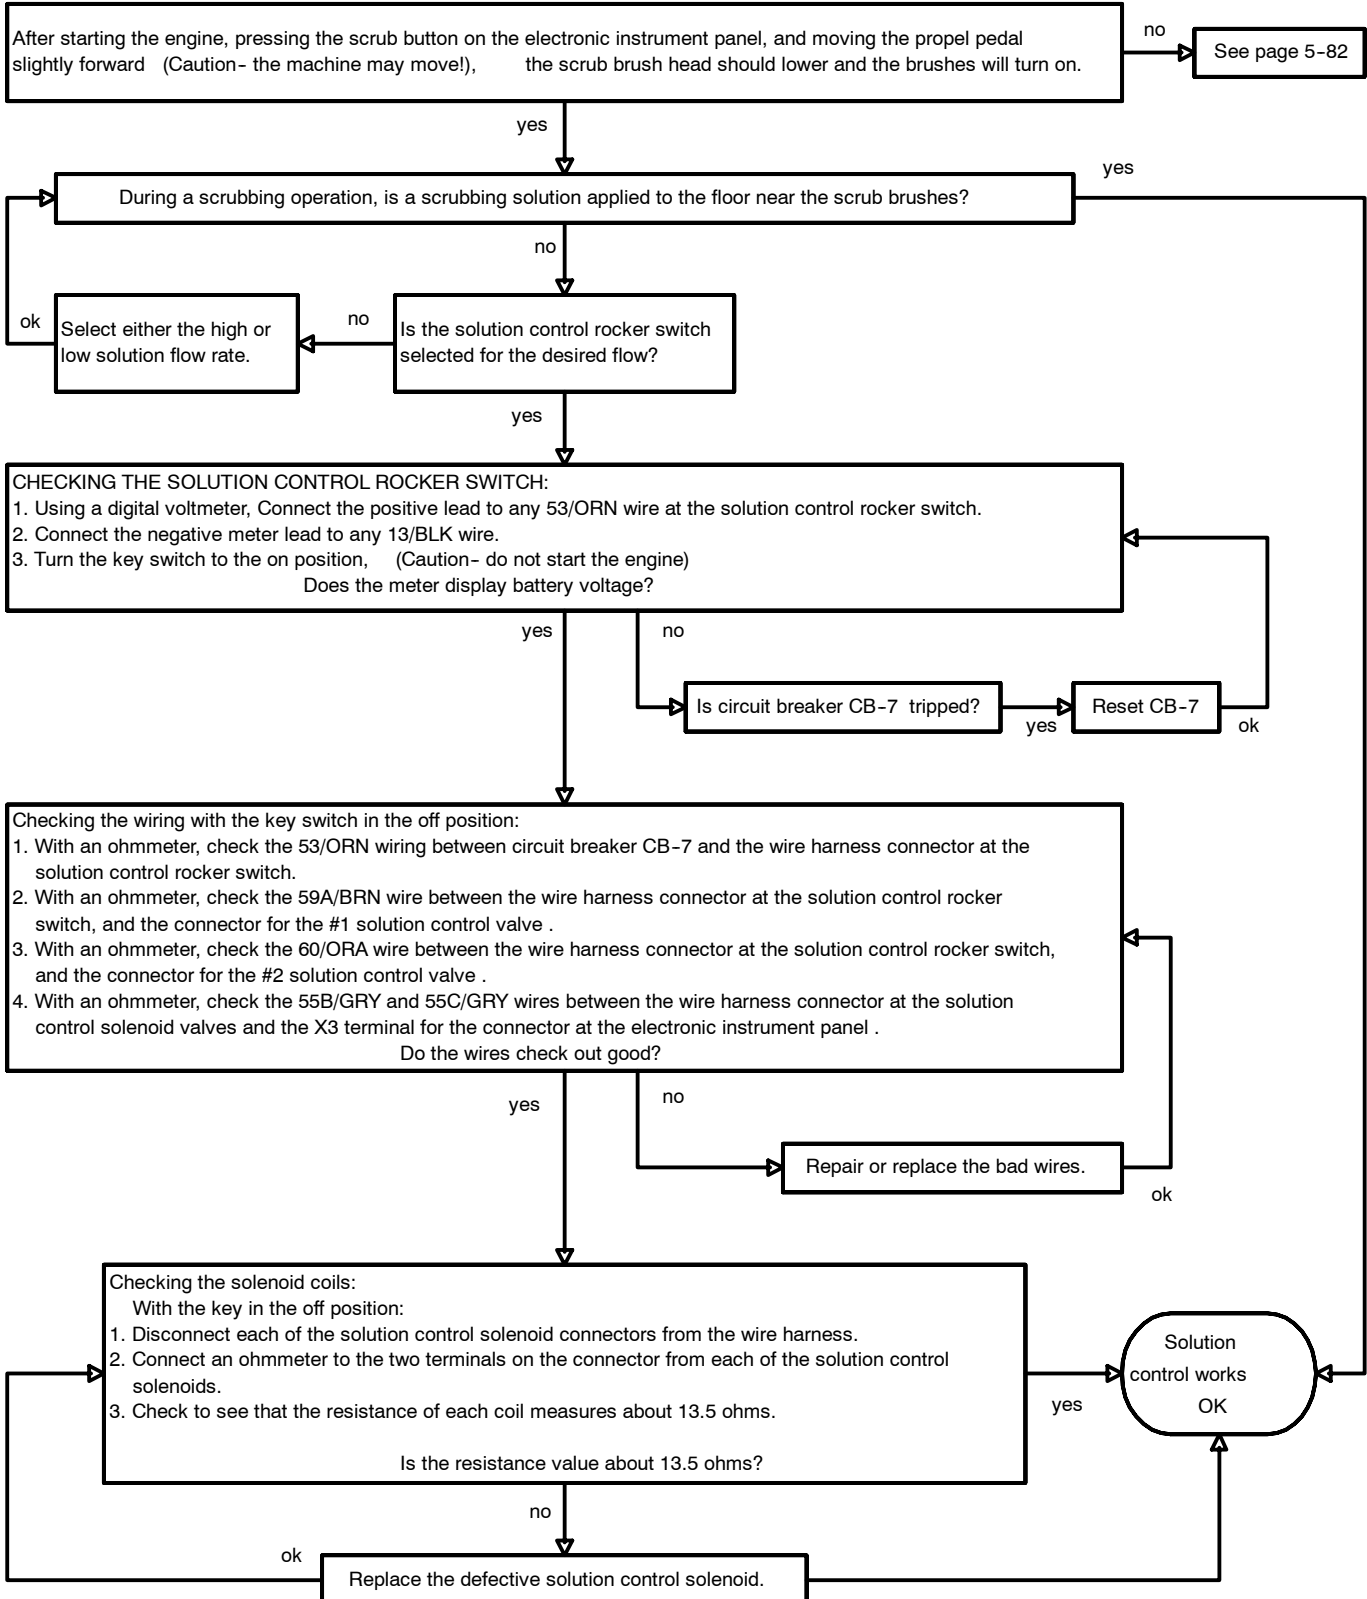 After starting the engine, pressing the scrub button on the electronic instrument panel, and moving the propel pedal
slightly forward (Caution- the machine may move!), the scrub brush head should lower and the brushes will turn on.
no
See page 5-82
yes
yes
During a scrubbing operation, is a scrubbing solution applied to the floor near the scrub brushes?
no
ok
Select either the high or
low solution flow rate.
no
Is the solution control rocker switch
selected for the desired flow?
yes
CHECKING THE SOLUTION CONTROL ROCKER SWITCH:
1. Using a digital voltmeter, Connect the positive lead to any 53/ORN wire at the solution control rocker switch.
2. Connect the negative meter lead to any 13/BLK wire.
3. Turn the key switch to the on position, (Caution- do not start the engine)
Does the meter display battery voltage?
yes
no
Is circuit breaker CB-7 tripped?
yes
Reset CB-7
ok
Checking the wiring with the key switch in the off position:
1. With an ohmmeter, check the 53/ORN wiring between circuit breaker CB-7 and the wire harness connector at the
solution control rocker switch.
2. With an ohmmeter, check the 59A/BRN wire between the wire harness connector at the solution control rocker
switch, and the connector for the #1 solution control valve .
3. With an ohmmeter, check the 60/ORA wire between the wire harness connector at the solution control rocker switch,
and the connector for the #2 solution control valve .
4. With an ohmmeter, check the 55B/GRY and 55C/GRY wires between the wire harness connector at the solution
control solenoid valves and the X3 terminal for the connector at the electronic instrument panel .
Do the wires check out good?
yes
no
Repair or replace the bad wires.
ok
Checking the solenoid coils:
With the key in the off position:
1. Disconnect each of the solution control solenoid connectors from the wire harness.
2. Connect an ohmmeter to the two terminals on the connector from each of the solution control
solenoids.
3. Check to see that the resistance of each coil measures about 13.5 ohms.
Is the resistance value about 13.5 ohms?
yes
Solution
control works
OK
no
ok
Replace the defective solution control solenoid.